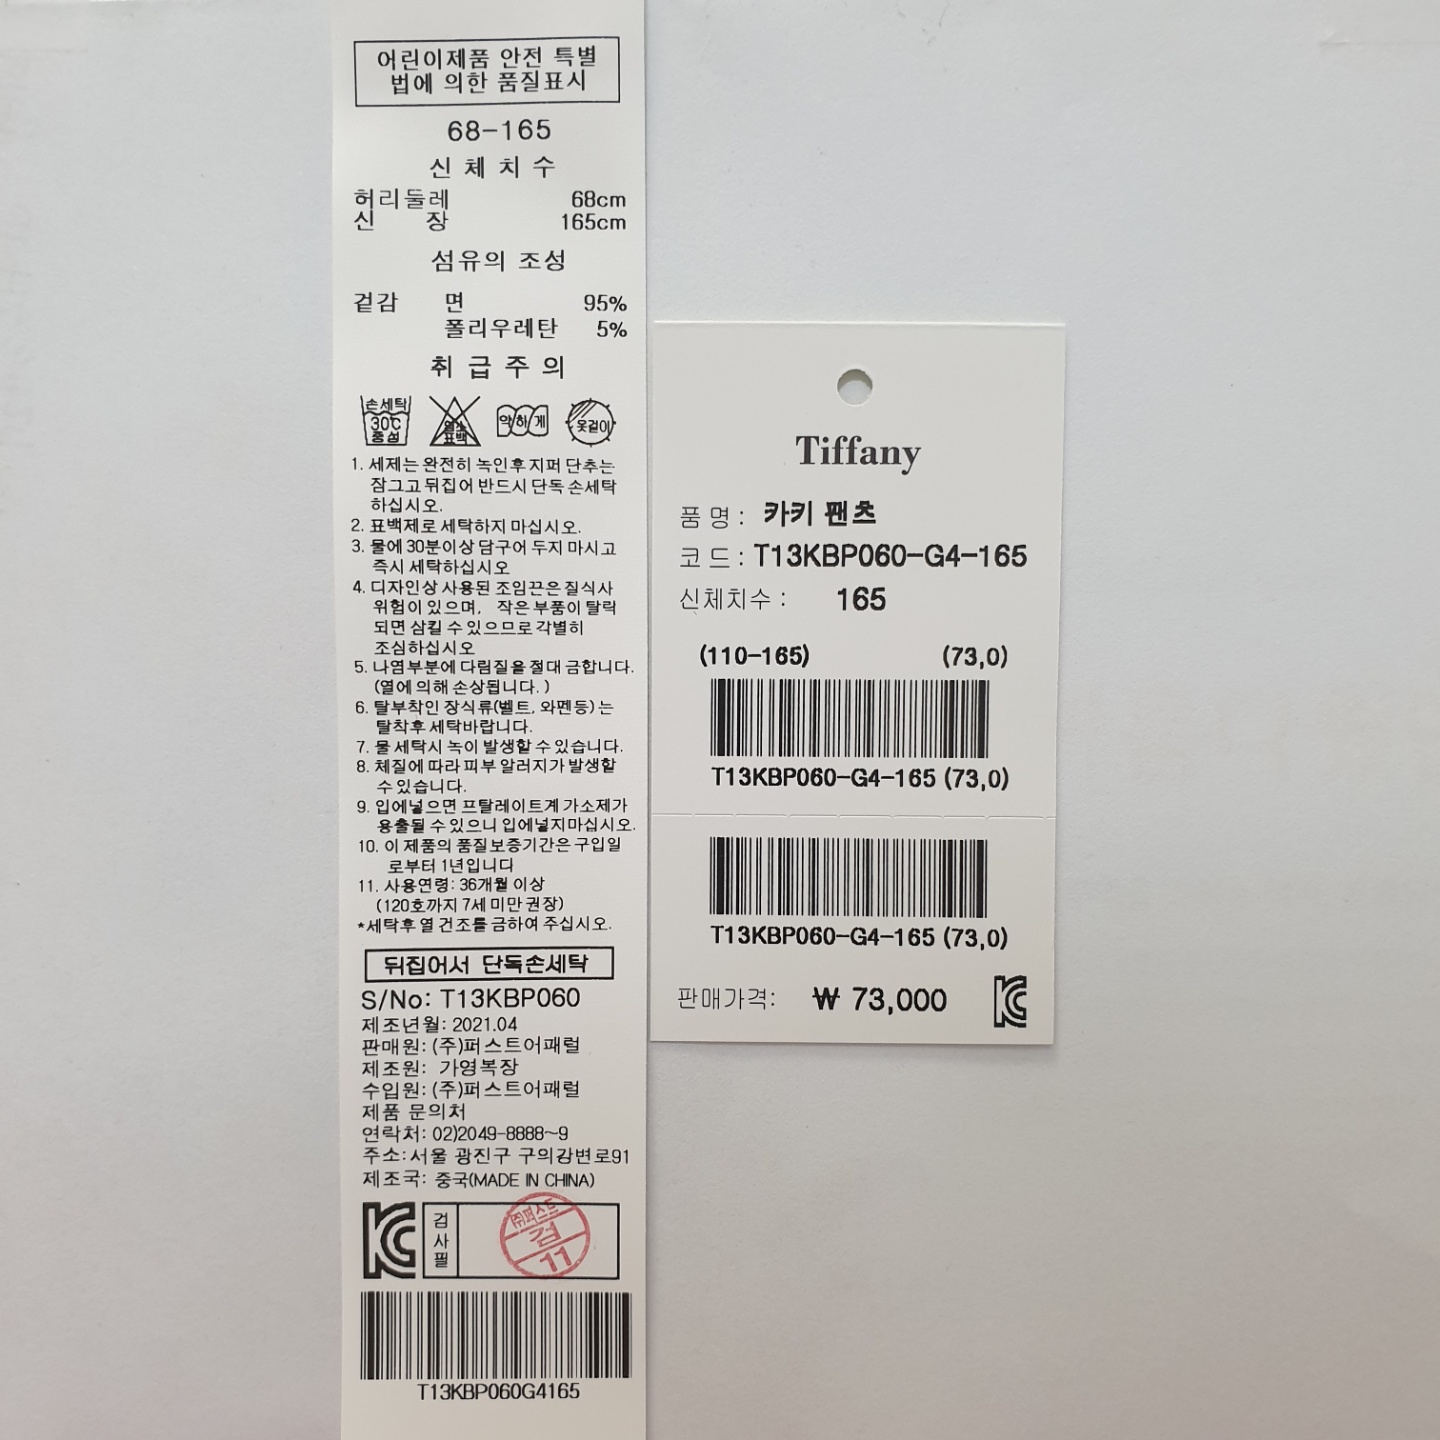 어린이제품 안전 특별
법에 의한 품질표시
68-165
신 체 치 수
허리둘레 68cm
신 장 165cm
섬유의 조성
겉감 면 95%
폴리우레탄 5%
취 급 주 의
손세탁 30℃ 중성
염소 표백
약하게
옷걸이
1. 세제는 완전히 녹인후 지퍼 단추는
잠그고 뒤집어 반드시 단독 손세탁
하십시오.
2. 표백제로 세탁하지 마십시오.
3. 물에 30분이상 담구어 두지 마시고
즉시 세탁하십시오
4. 디자인상 사용된 조임끈은 질식사
위험이 있으며, 작은 부품이 탈락
되면 삼킬 수 있으므로 각별히
조심하십시오
5. 나염부분에 다림질을 절대 금합니다.
(열에 의해 손상됩니다.)
6. 탈부착인 장식류(벨트, 와펜등)는
탈착후 세탁바랍니다.
7. 물 세탁시 녹이 발생할 수 있습니다.
8. 체질에 따라 피부 알러지가 발생할
수 있습니다.
9. 입에넣으면 프탈레이트계 가소제가
용출될 수 있으니 입에넣지마십시오.
10. 이 제품의 품질보증기간은 구입일
로부터 1년입니다
11. 사용연령: 36개월 이상
(120호까지 7세 미만 권장)
*세탁후 열 건조를 금하여 주십시오.
뒤집어서 단독손세탁
S/No: T13KBP060
제조년월: 2021.04
판매원: (주)퍼스트어패럴
제조원: 가영복장
수입원: (주)퍼스트어패럴
제품 문의처
연락처: 02)2049-8888~9
주소: 서울 광진구 구의강변로91
제조국: 중국(MADE IN CHINA)
KC 검사필
㈜퍼스트
검
11
T13KBP060G4165
Tiffany
품 명 : 카키 팬츠
코 드 : T13KBP060-G4-165
신체치수 : 165
(110-165) (73,0)
T13KBP060-G4-165 (73,0)
T13KBP060-G4-165 (73,0)
판매가격: ₩ 73,000 KC